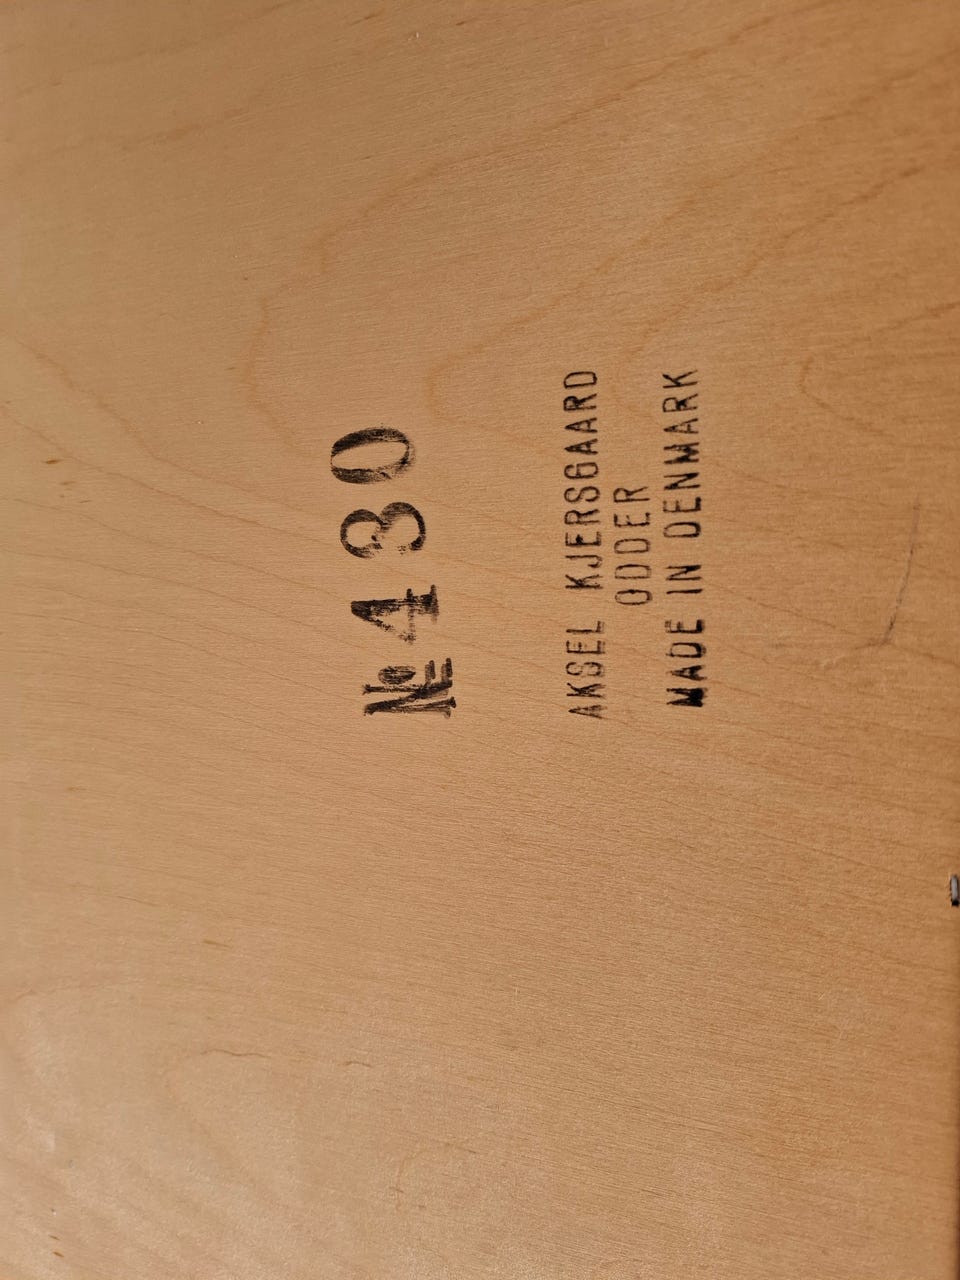 № 430
AKSEL KJERSGAARD
ODDER
MADE IN DENMARK